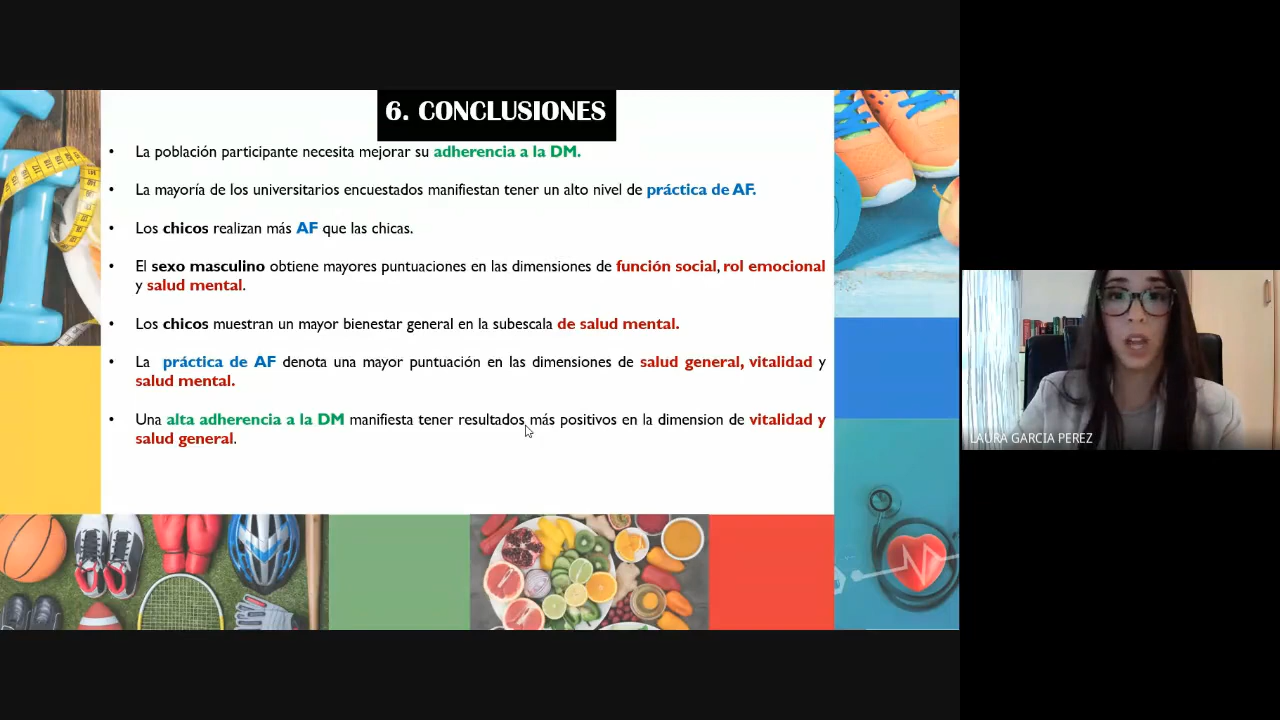 6. CONCLUSIONES
• La población participante necesita mejorar su adherencia a la DM.
• La mayoría de los universitarios encuestados manifiestan tener un alto nivel de práctica de AF.
• Los chicos realizan más AF que las chicas.
• El sexo masculino obtiene mayores puntuaciones en las dimensiones de función social, rol emocional
y salud mental.
• Los chicos muestran un mayor bienestar general en la subescala de salud mental.
• La práctica de AF denota una mayor puntuación en las dimensiones de salud general, vitalidad y
salud mental.
• Una alta adherencia a la DM manifiesta tener resultados más positivos en la dimension de vitalidad y
salud general.
LAURA GARCIA PEREZ